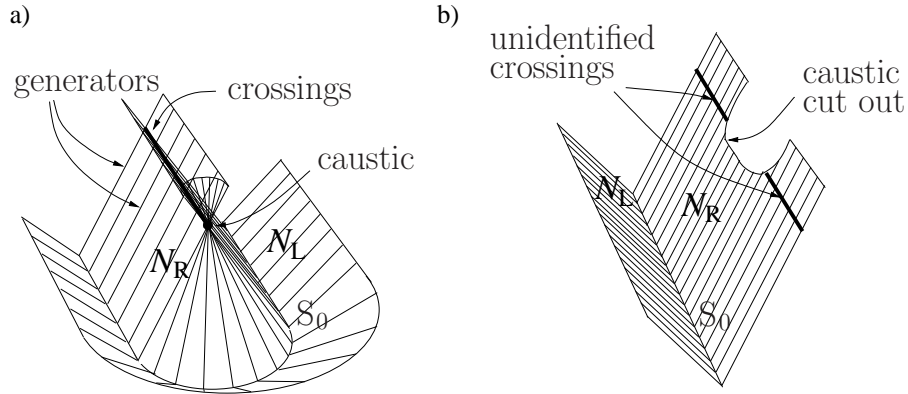 a)
generators
crossings
caustic
N_R
N_L
S_0
b)
unidentified
crossings
caustic
cut out
N_L
N_R
S_0